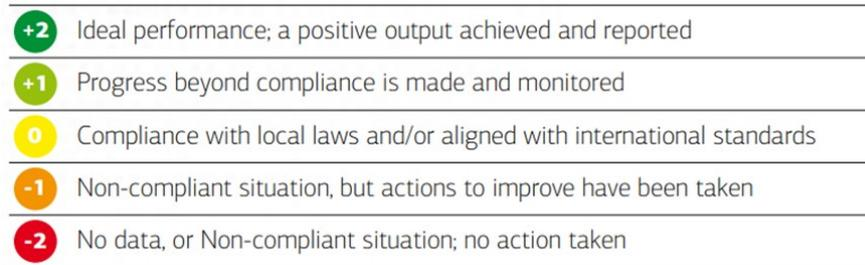 +2 Ideal performance; a positive output achieved and reported
+1 Progress beyond compliance is made and monitored
0 Compliance with local laws and/or aligned with international standards
-1 Non-compliant situation, but actions to improve have been taken
-2 No data, or Non-compliant situation; no action taken